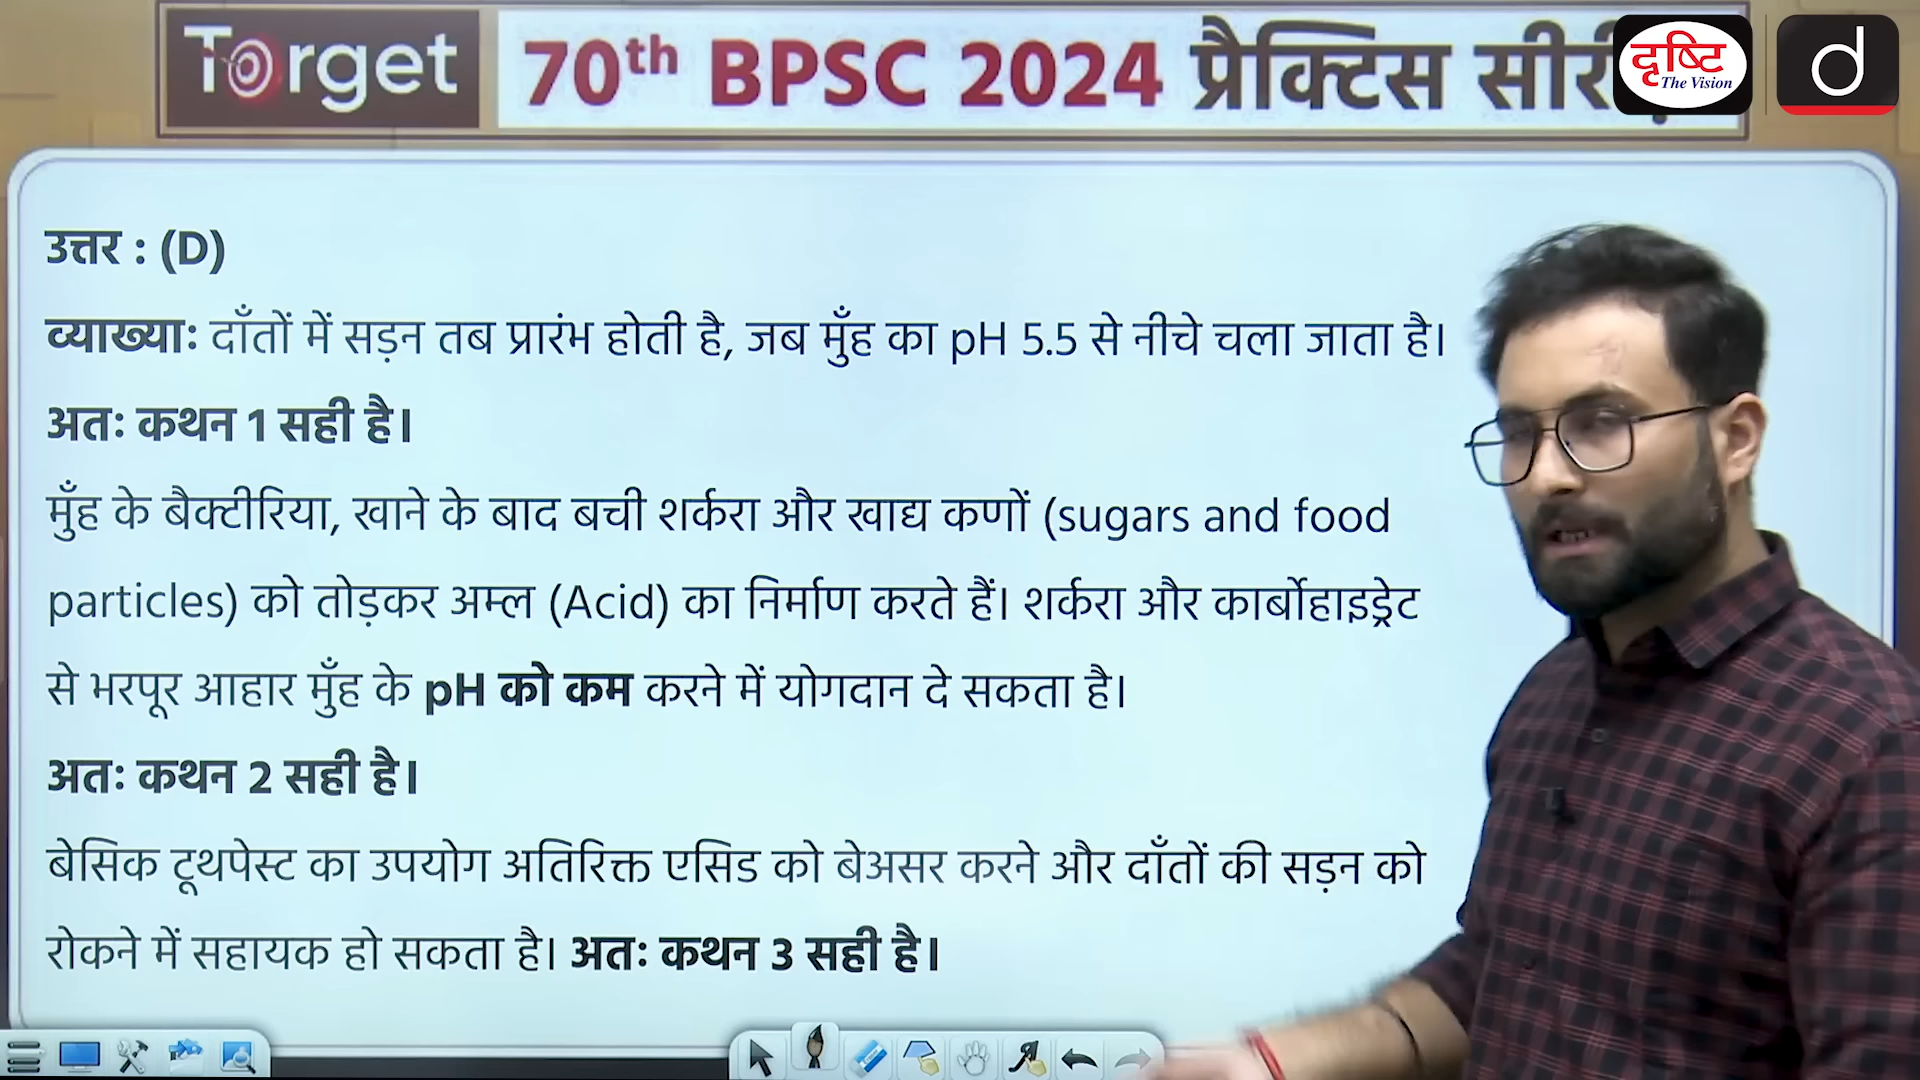 Target
70th BPSC 2024 प्रैक्टिस
दृष्टि
The Vision
d
उत्तर : (D)
व्याख्याः दाँतों में सड़न तब प्रारंभ होती है, जब मुँह का pH 5.5 से नीचे चला जाता है।
अतः कथन 1 सही है।
मुँह के बैक्टीरिया, खाने के बाद बची शर्करा और खाद्य कणों (sugars and food
particles) को तोड़कर अम्ल (Acid) का निर्माण करते हैं। शर्करा और कार्बोहाइड्रेट
से भरपूर आहार मुँह के pH को कम करने में योगदान दे सकता है।
अतः कथन 2 सही है।
बेसिक टूथपेस्ट का उपयोग अतिरिक्त एसिड को बेअसर करने और दाँतों की सड़न को
रोकने में सहायक हो सकता है। अतः कथन 3 सही है।